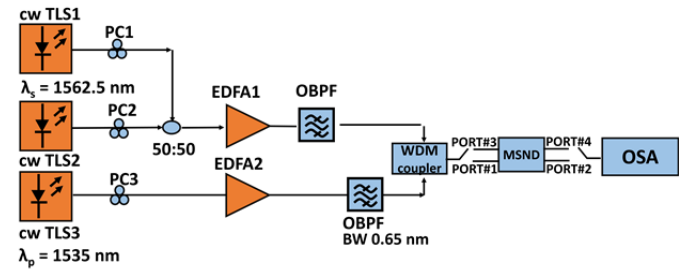 cw TLS1
PC1
λs = 1562.5 nm
EDFA1
OBPF
PC2
50:50
cw TLS2
WDM
coupler
PORT#3
PORT#1
MSND
PORT#4
PORT#2
OSA
EDFA2
PC3
cw TLS3
OBPF
BW 0.65 nm
λp = 1535 nm